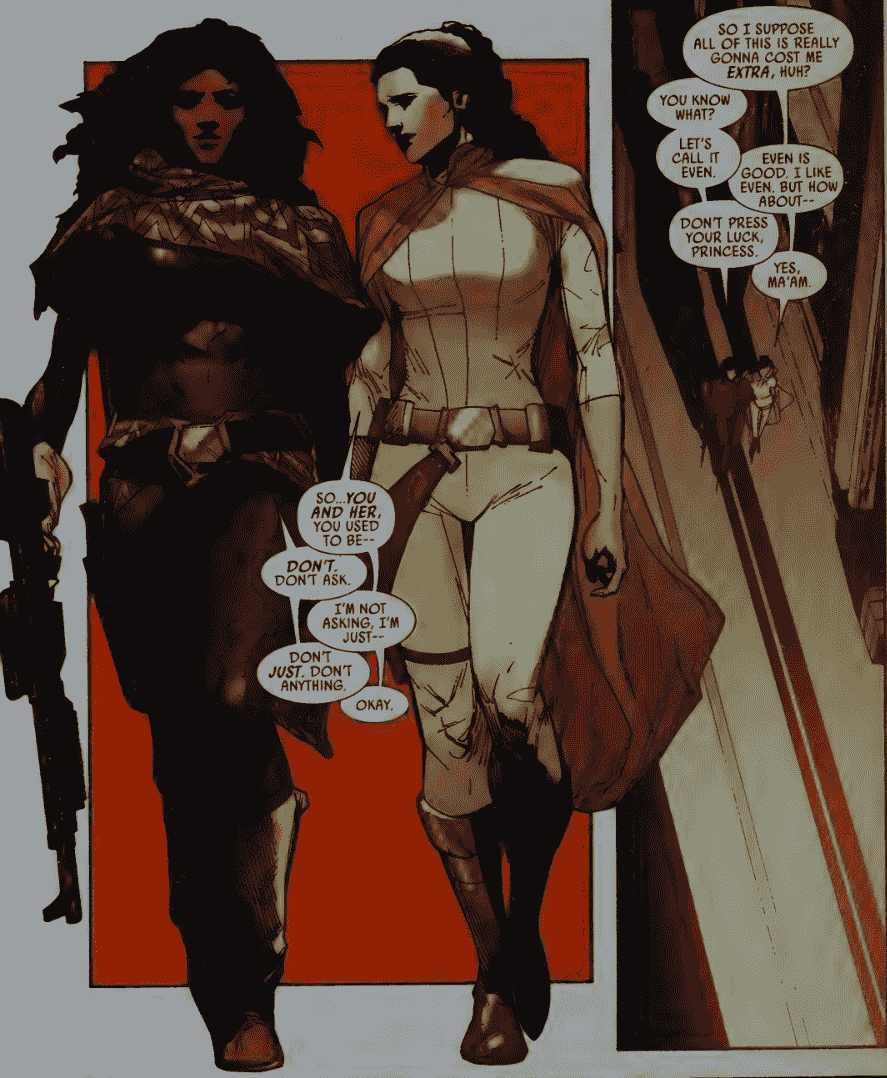 SO...YOU
AND HER,
YOU USED
TO BE--
DON'T.
DON'T ASK.
I'M NOT
ASKING, I'M
JUST--
DON'T
JUST. DON'T
ANYTHING.
OKAY.
SO I SUPPOSE
ALL OF THIS IS REALLY
GONNA COST ME
EXTRA, HUH?
YOU KNOW
WHAT?
LET'S
CALL IT
EVEN.
EVEN IS
GOOD. I LIKE
EVEN. BUT HOW
ABOUT--
DON'T PRESS
YOUR LUCK,
PRINCESS.
YES,
MA'AM.